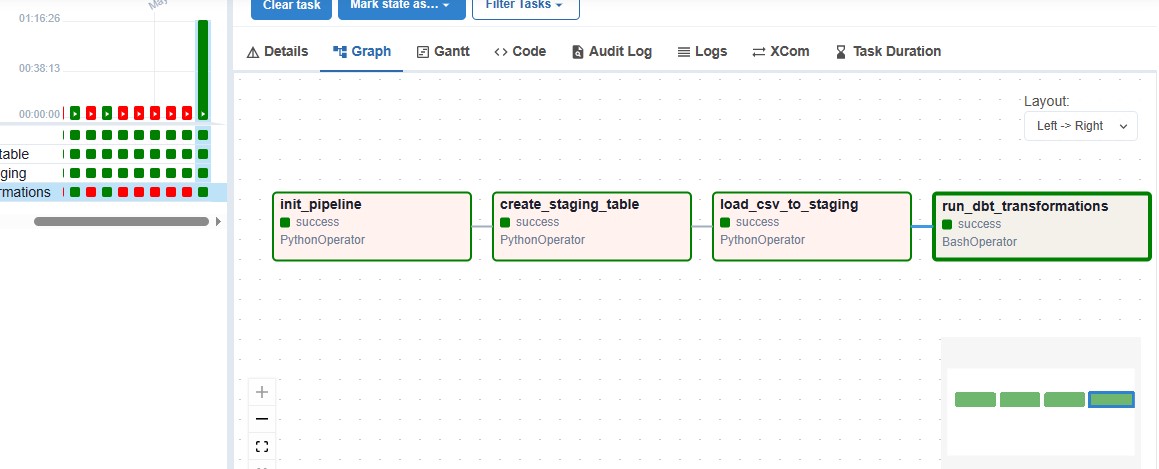 Clear task
Mark state as…
Filter Tasks
May
01:16:26
00:38:13
00:00:00
table
ging
rmations
Details
Graph
Gantt
Code
Audit Log
Logs
XCom
Task Duration
Layout:
Left -> Right
init_pipeline
success
PythonOperator
create_staging_table
success
PythonOperator
load_csv_to_staging
success
PythonOperator
run_dbt_transformations
success
BashOperator